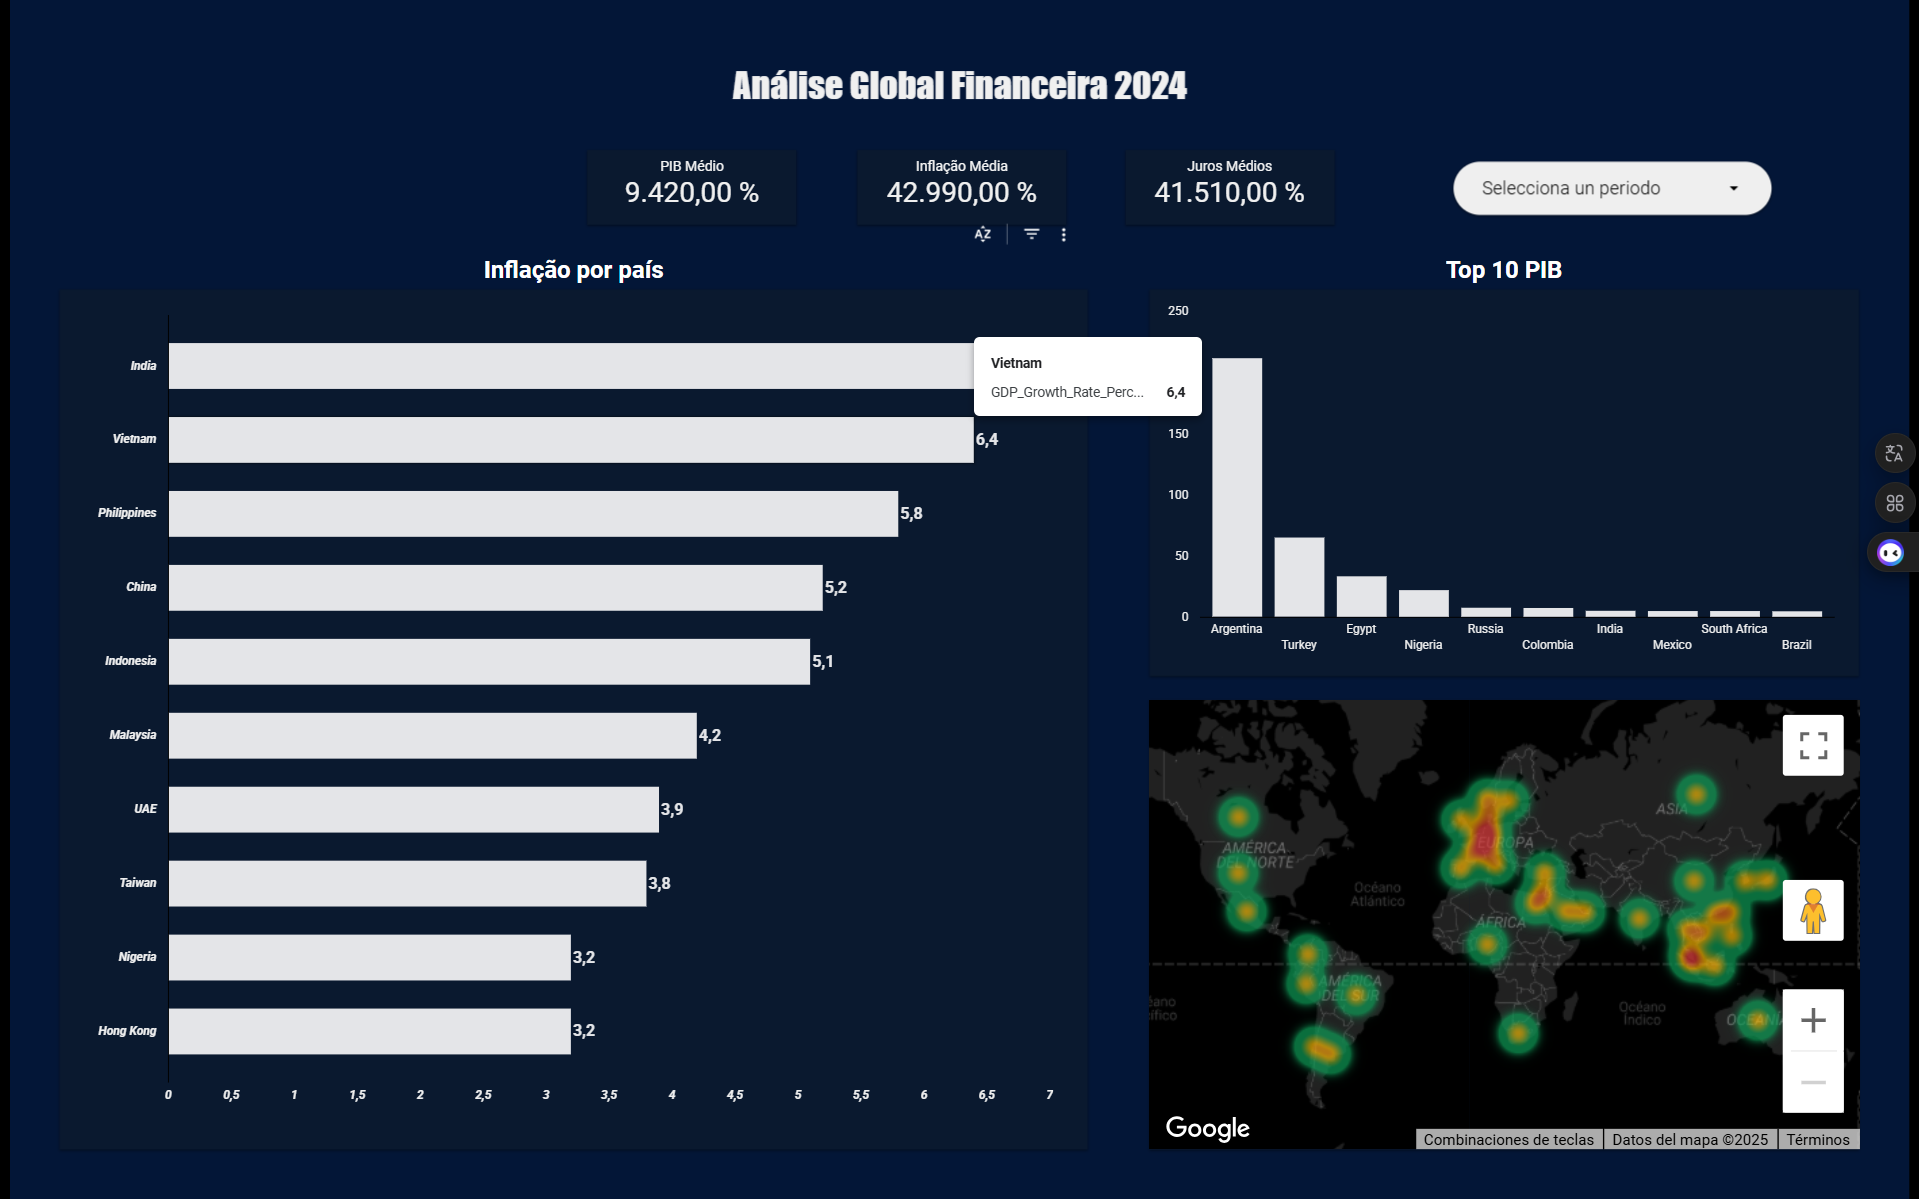 Análise Global Financeira 2024
PIB Médio
9.420,00 %
Inflação Média
42.990,00 %
Juros Médios
41.510,00 %
Selecciona un periodo
Inflação por país
India
Vietnam
6,4
Philippines
5,8
China
5,2
Indonesia
5,1
Malaysia
4,2
UAE
3,9
Taiwan
3,8
Nigeria
3,2
Hong Kong
3,2
0 0,5 1 1,5 2 2,5 3 3,5 4 4,5 5 5,5 6 6,5 7
Vietnam
GDP_Growth_Rate_Perc... 6,4
Top 10 PIB
250
150
100
50
0
Argentina
Turkey
Egypt
Nigeria
Russia
Colombia
India
Mexico
South Africa
Brazil
ASIA
AMÉRICA
DEL NORTE
EUROPA
Océano
Atlántico
ÁFRICA
AMÉRICA
DEL SUR
Océano
Índico
OCEANÍA
éano
ífico
Google
Combinaciones de teclas
Datos del mapa ©2025
Términos